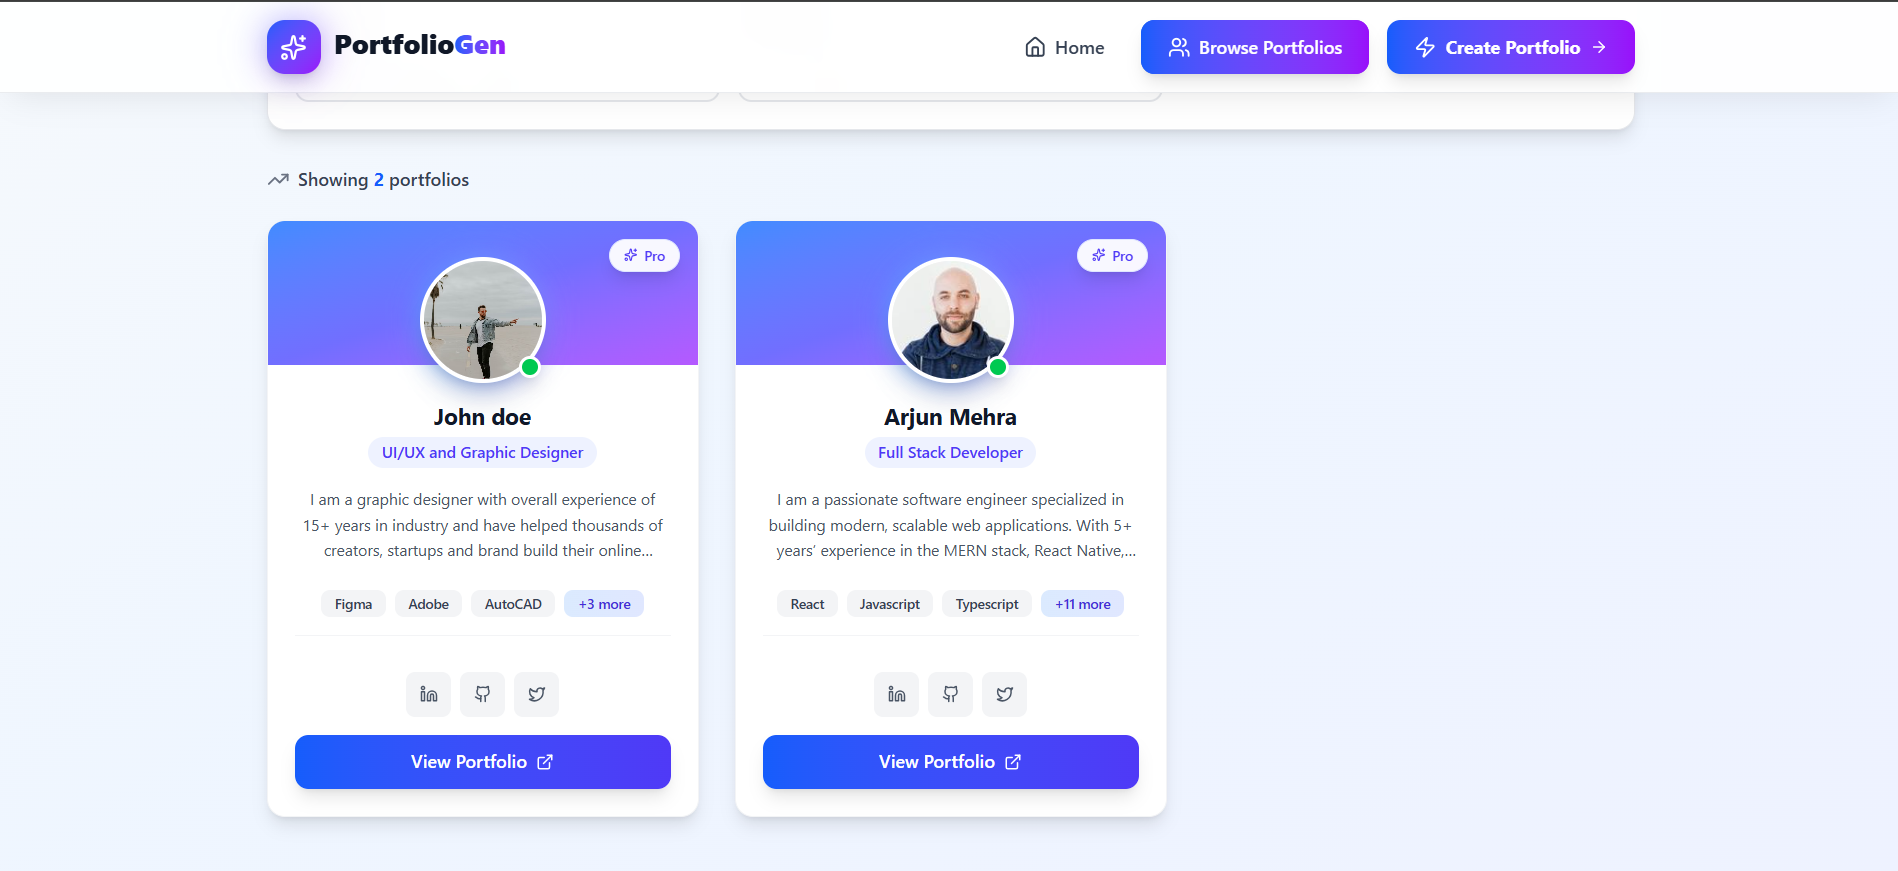 PortfolioGen
Home
Browse Portfolios
Create Portfolio
Showing 2 portfolios
Pro
John doe
UI/UX and Graphic Designer
I am a graphic designer with overall experience of
15+ years in industry and have helped thousands of
creators, startups and brand build their online...
Figma
Adobe
AutoCAD
+3 more
View Portfolio
Pro
Arjun Mehra
Full Stack Developer
I am a passionate software engineer specialized in
building modern, scalable web applications. With 5+
years’ experience in the MERN stack, React Native,...
React
Javascript
Typescript
+11 more
View Portfolio